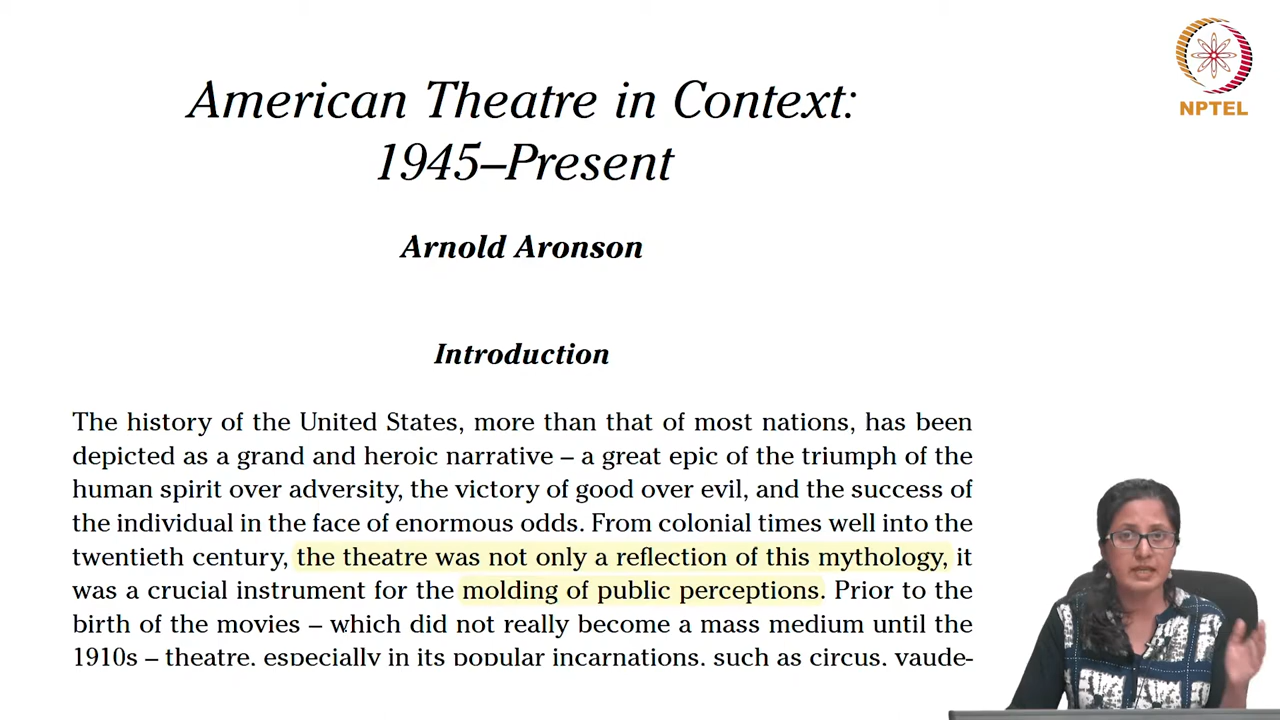 NPTEL
American Theatre in Context:
1945–Present
Arnold Aronson
Introduction
The history of the United States, more than that of most nations, has been
depicted as a grand and heroic narrative – a great epic of the triumph of the
human spirit over adversity, the victory of good over evil, and the success of
the individual in the face of enormous odds. From colonial times well into the
twentieth century, the theatre was not only a reflection of this mythology, it
was a crucial instrument for the molding of public perceptions. Prior to the
birth of the movies – which did not really become a mass medium until the
1910s – theatre, especially in its popular incarnations, such as circus, vaude-